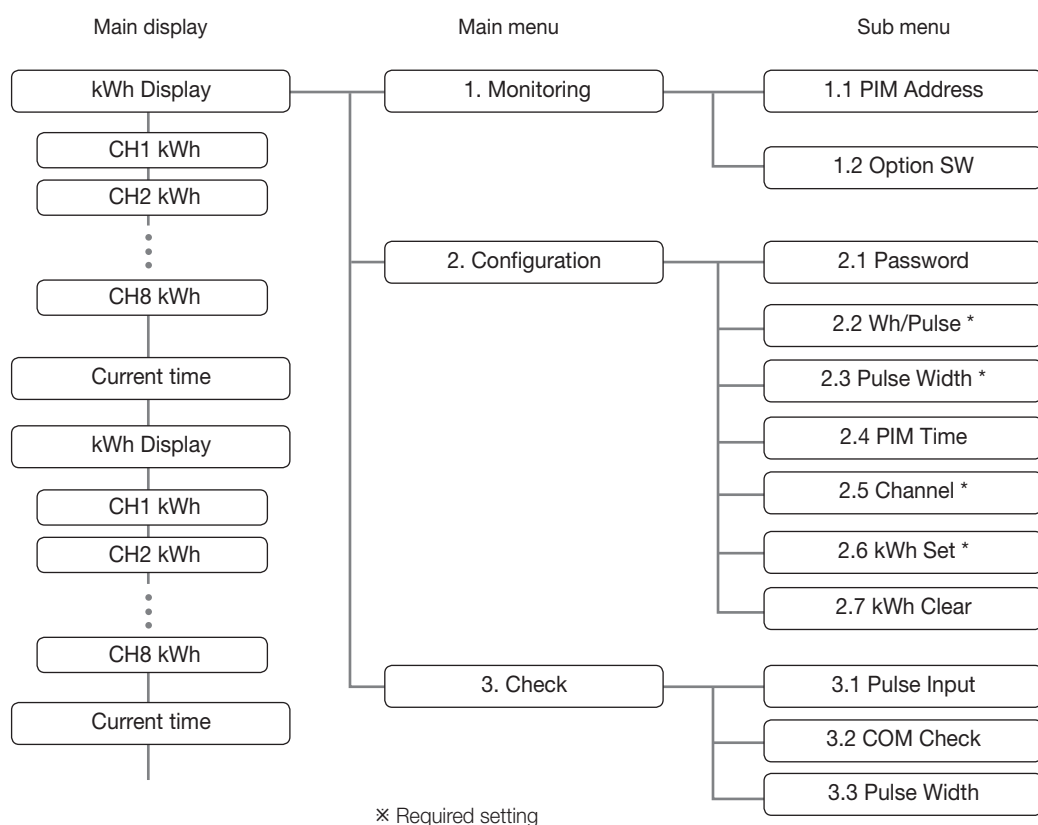 Main display
Main menu
Sub menu
kWh Display
CH1 kWh
CH2 kWh
CH8 kWh
Current time
kWh Display
CH1 kWh
CH2 kWh
CH8 kWh
Current time
1. Monitoring
1.1 PIM Address
1.2 Option SW
2. Configuration
2.1 Password
2.2 Wh/Pulse *
2.3 Pulse Width *
2.4 PIM Time
2.5 Channel *
2.6 kWh Set *
2.7 kWh Clear
3. Check
3.1 Pulse Input
3.2 COM Check
3.3 Pulse Width
※ Required setting